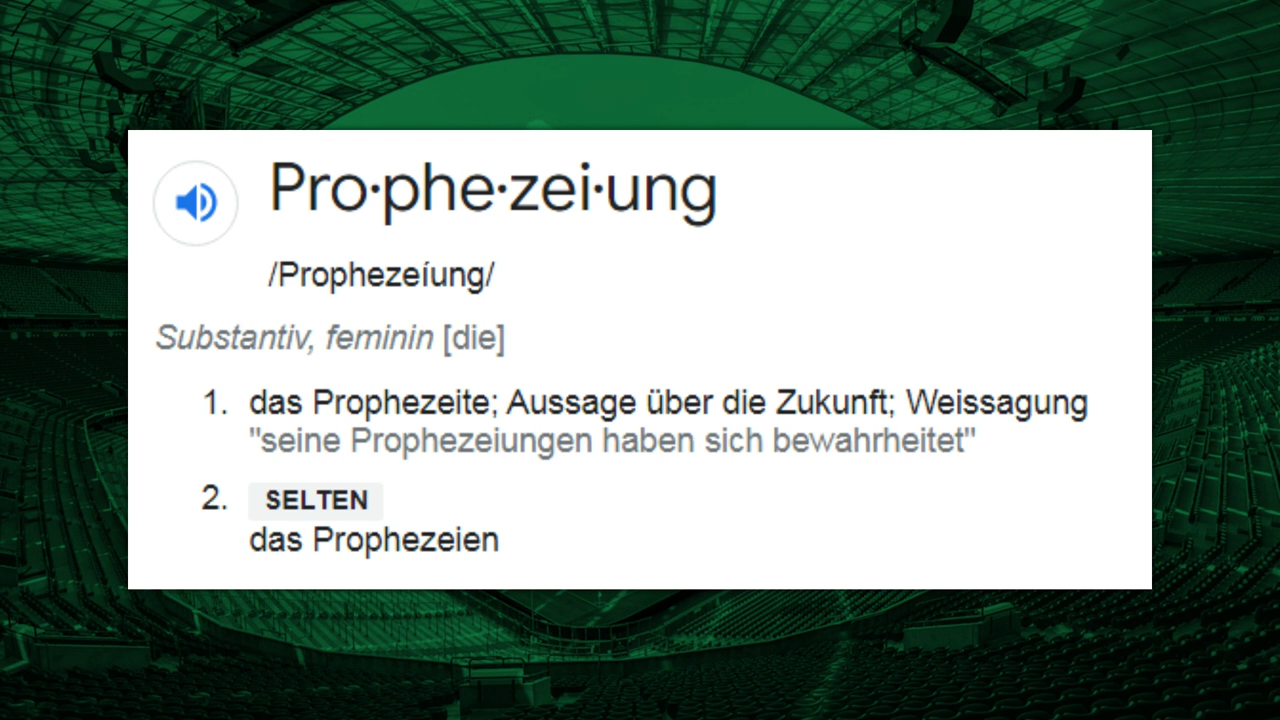 Pro·phe·zei·ung
/Prophezeíung/
Substantiv, feminin [die]
1. das Prophezeite; Aussage über die Zukunft; Weissagung
"seine Prophezeiungen haben sich bewahrheitet"
2. SELTEN
das Prophezeien